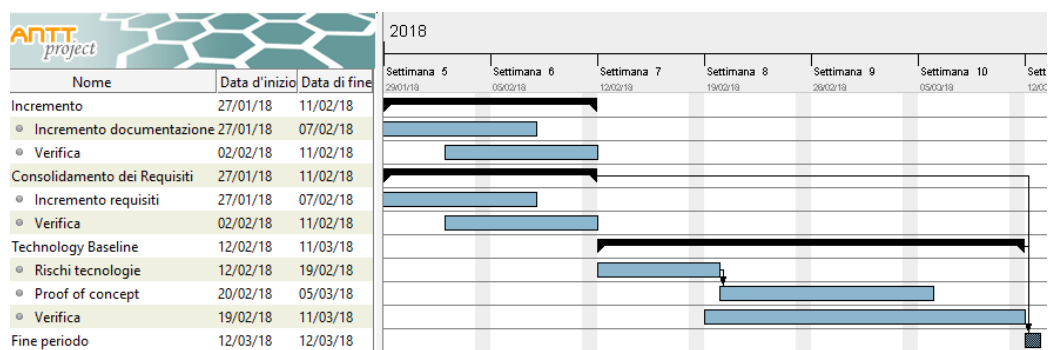 ANTT
project
2018
Settimana 5 Settimana 6 Settimana 7 Settimana 8 Settimana 9 Settimana 10 Sett
29/01/18 05/02/18 12/02/18 19/02/18 26/02/18 05/03/18 12/03
Nome Data d'inizio Data di fine
Incremento 27/01/18 11/02/18
Incremento documentazione 27/01/18 07/02/18
Verifica 02/02/18 11/02/18
Consolidamento dei Requisiti 27/01/18 11/02/18
Incremento requisiti 27/01/18 07/02/18
Verifica 02/02/18 11/02/18
Technology Baseline 12/02/18 11/03/18
Rischi tecnologie 12/02/18 19/02/18
Proof of concept 20/02/18 05/03/18
Verifica 19/02/18 11/03/18
Fine periodo 12/03/18 12/03/18